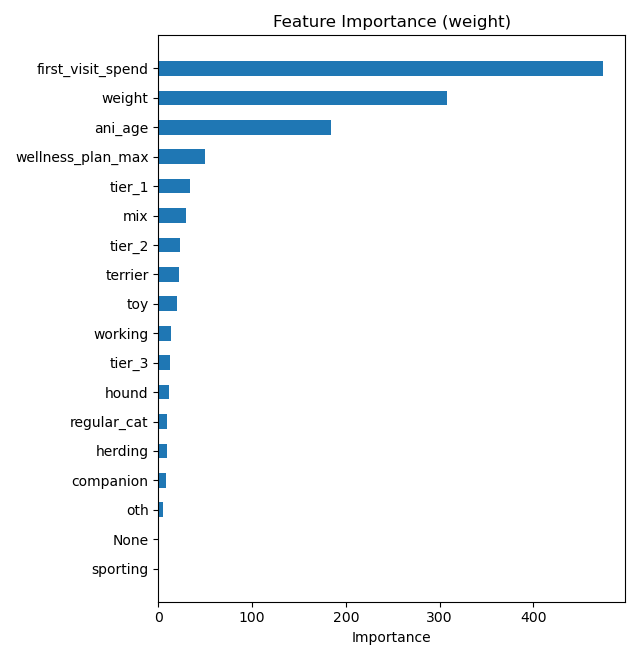 Feature Importance (weight)
first_visit_spend
weight
ani_age
wellness_plan_max
tier_1
mix
tier_2
terrier
toy
working
tier_3
hound
regular_cat
herding
companion
oth
None
sporting
0 100 200 300 400
Importance